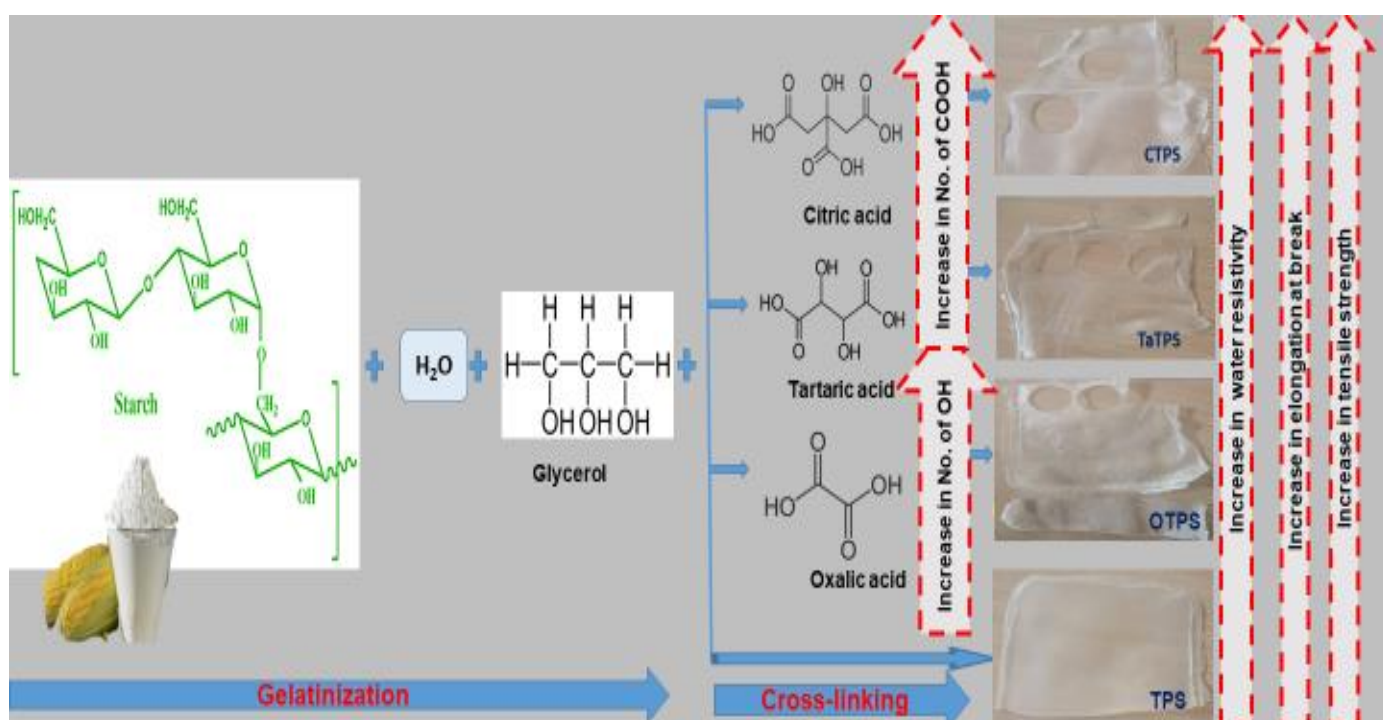 HOH₂C
O
OH
OH
O
HOH₂C
O
OH
OH
O
CH₂
O
OH
OH
Starch
H₂O
H H H
H—C—C—C—H
OH OH OH
Glycerol
O OH O
HO OH
O OH
Citric acid
OH O
HO OH
O OH
Tartaric acid
O
HO OH
O
Oxalic acid
Increase in No. of COOH
Increase in No. of OH
CTPS
TaTPS
OTPS
TPS
Increase in water resistivity
Increase in elongation at break
Increase in tensile strength
Gelatinization
Cross-linking